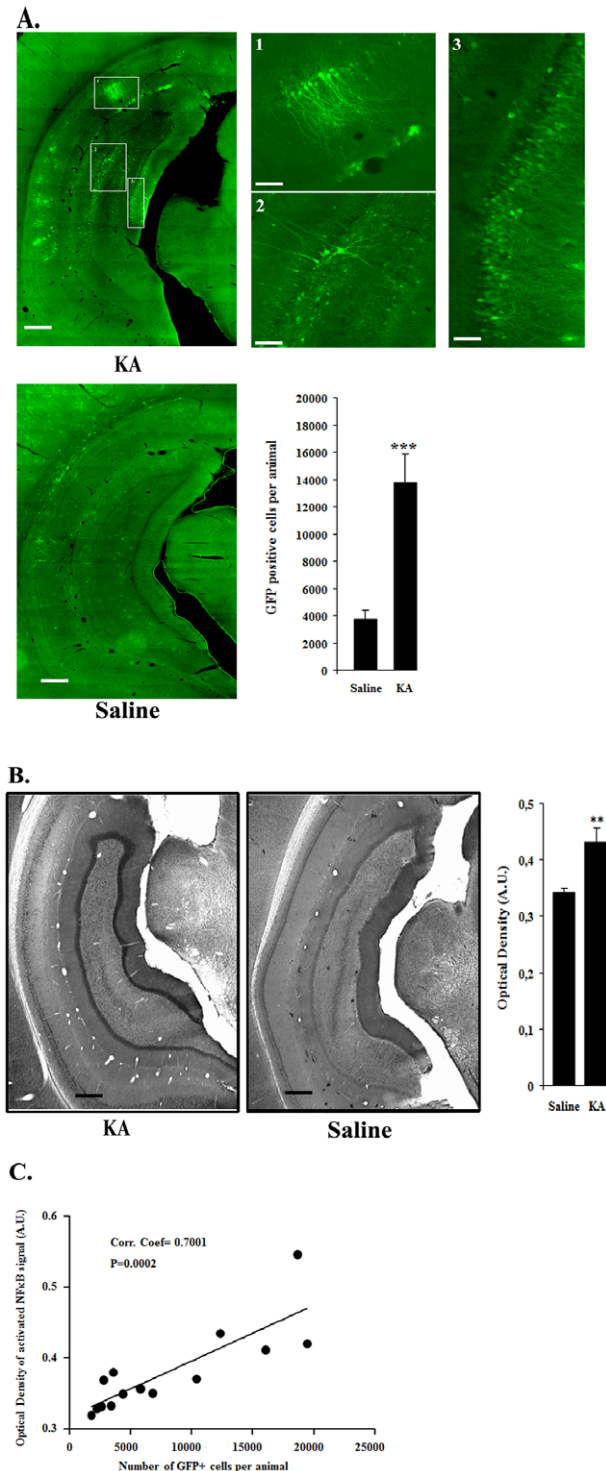 A.
1
2
3
1
2
3
KA
Saline
GFP positive cells per animal
20000
18000
16000
14000
12000
10000
8000
6000
4000
2000
0
***
Saline KA
B.
KA
Saline
Optical Density (A.U.)
0,5
0,4
0,3
0,2
0,1
0
**
Saline KA
C.
Optical Density of activated NFκB signal (A.U.)
0.6
0.5
0.4
0.3
Corr. Coef= 0.7001
P=0.0002
0 5000 10000 15000 20000 25000
Number of GFP+ cells per animal